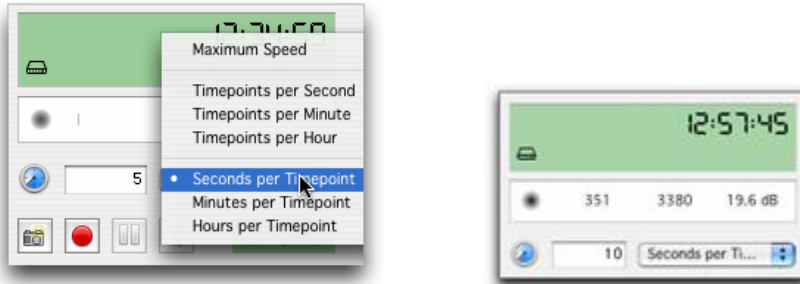 Maximum Speed
Timepoints per Second
Timepoints per Minute
Timepoints per Hour
5
• Seconds per Timepoint
Minutes per Timepoint
Hours per Timepoint
12:57:45
351 3380 19.6 dB
10 Seconds per Ti...